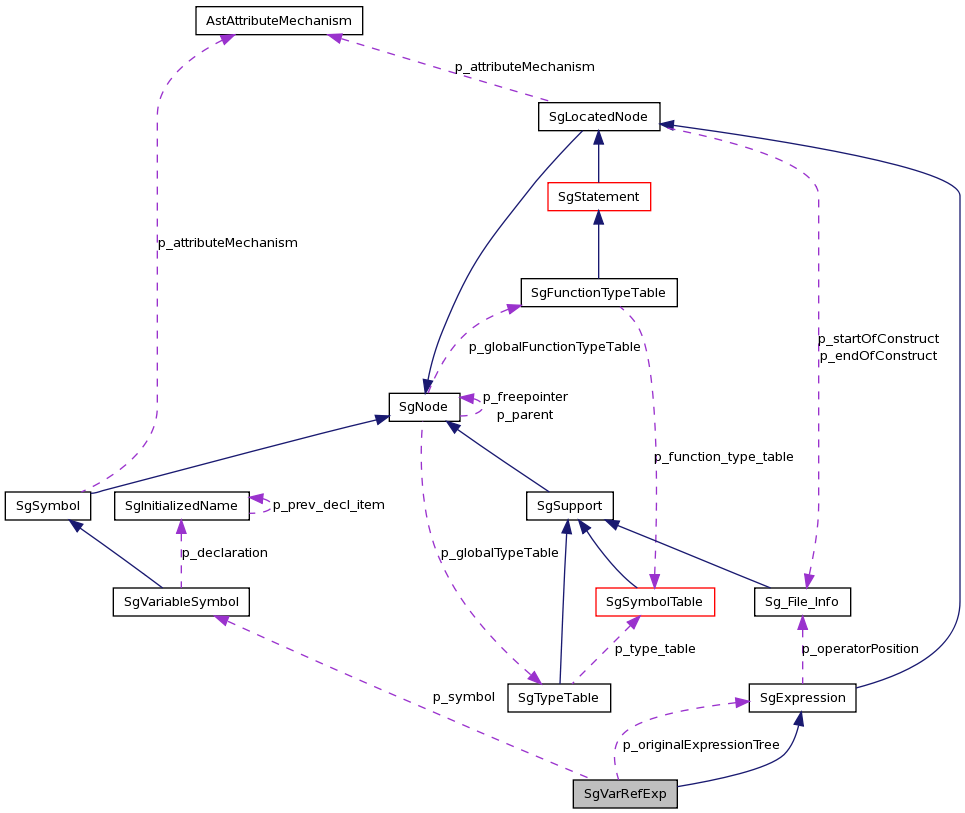 AstAttributeMechanism
p_attributeMechanism
SgLocatedNode
SgStatement
p_attributeMechanism
SgFunctionTypeTable
p_startOfConstruct
p_endOfConstruct
p_globalFunctionTypeTable
SgNode
p_freepointer
p_parent
p_function_type_table
SgSymbol
SgInitializedName
p_prev_decl_item
SgSupport
p_declaration
p_globalTypeTable
SgVariableSymbol
SgSymbolTable
Sg_File_Info
p_type_table
p_operatorPosition
p_symbol
SgTypeTable
SgExpression
p_originalExpressionTree
SgVarRefExp